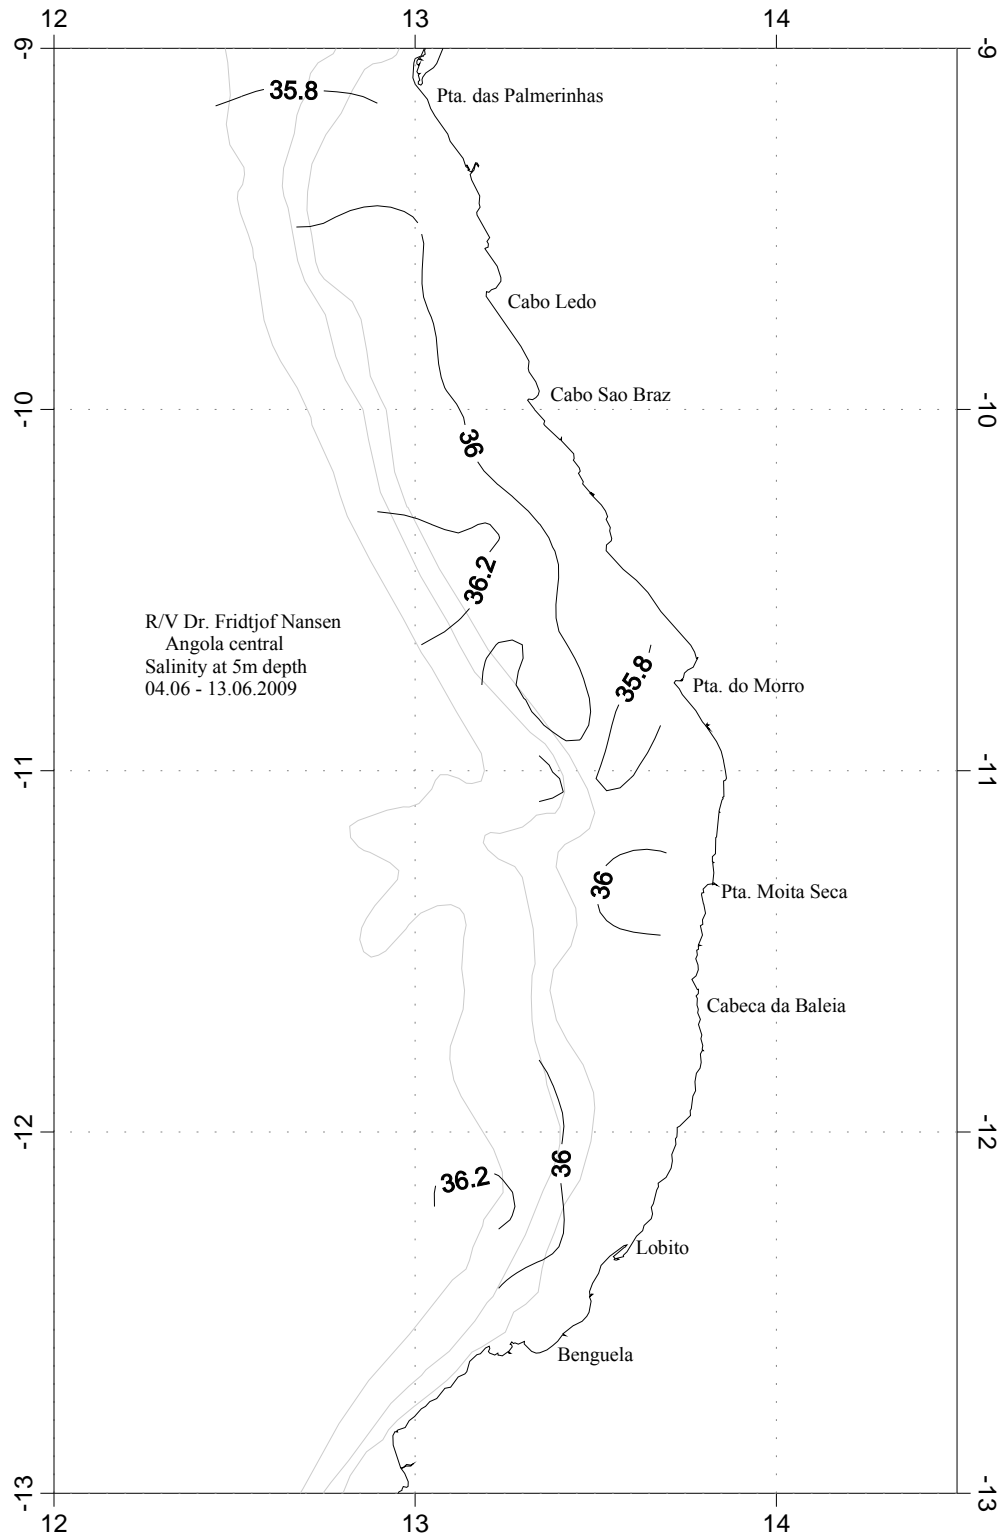 12 13 14
-9 -9
35.8
Pta. das Palmerinhas
Cabo Ledo
Cabo Sao Braz
-10 -10
36
36.2
R/V Dr. Fridtjof Nansen
Angola central
Salinity at 5m depth
04.06 - 13.06.2009
35.8
Pta. do Morro
-11 -11
36
Pta. Moita Seca
Cabeca da Baleia
-12 -12
36
36.2
Lobito
Benguela
-13 -13
12 13 14